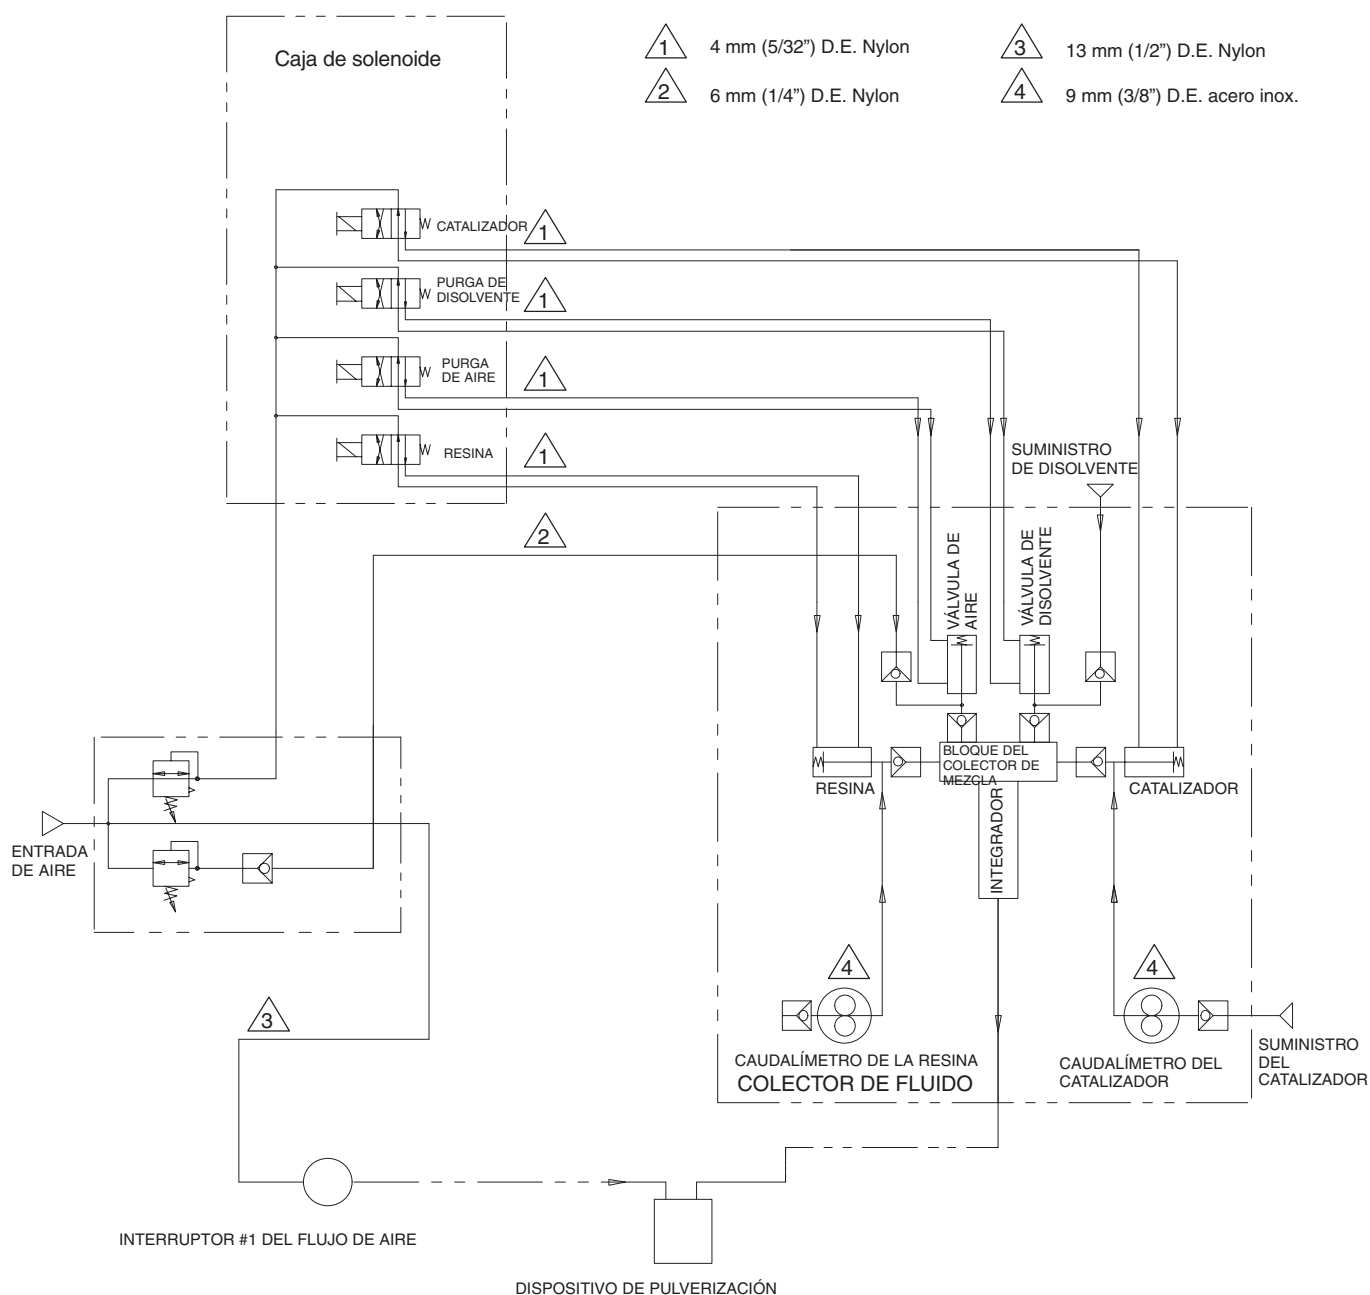 Caja de solenoide
1 4 mm (5/32”) D.E. Nylon
2 6 mm (1/4”) D.E. Nylon
3 13 mm (1/2”) D.E. Nylon
4 9 mm (3/8”) D.E. acero inox.
CATALIZADOR
1
PURGA DE
DISOLVENTE
1
PURGA
DE AIRE
1
RESINA
1
SUMINISTRO
DE DISOLVENTE
2
VÁLVULA DE
AIRE
VÁLVULA DE
DISOLVENTE
BLOQUE DEL
COLECTOR DE
MEZCLA
RESINA
CATALIZADOR
INTEGRADOR
ENTRADA
DE AIRE
4
4
3
CAUDALÍMETRO DE LA RESINA
COLECTOR DE FLUIDO
CAUDALÍMETRO DEL
CATALIZADOR
SUMINISTRO
DEL
CATALIZADOR
INTERRUPTOR #1 DEL FLUJO DE AIRE
DISPOSITIVO DE PULVERIZACIÓN